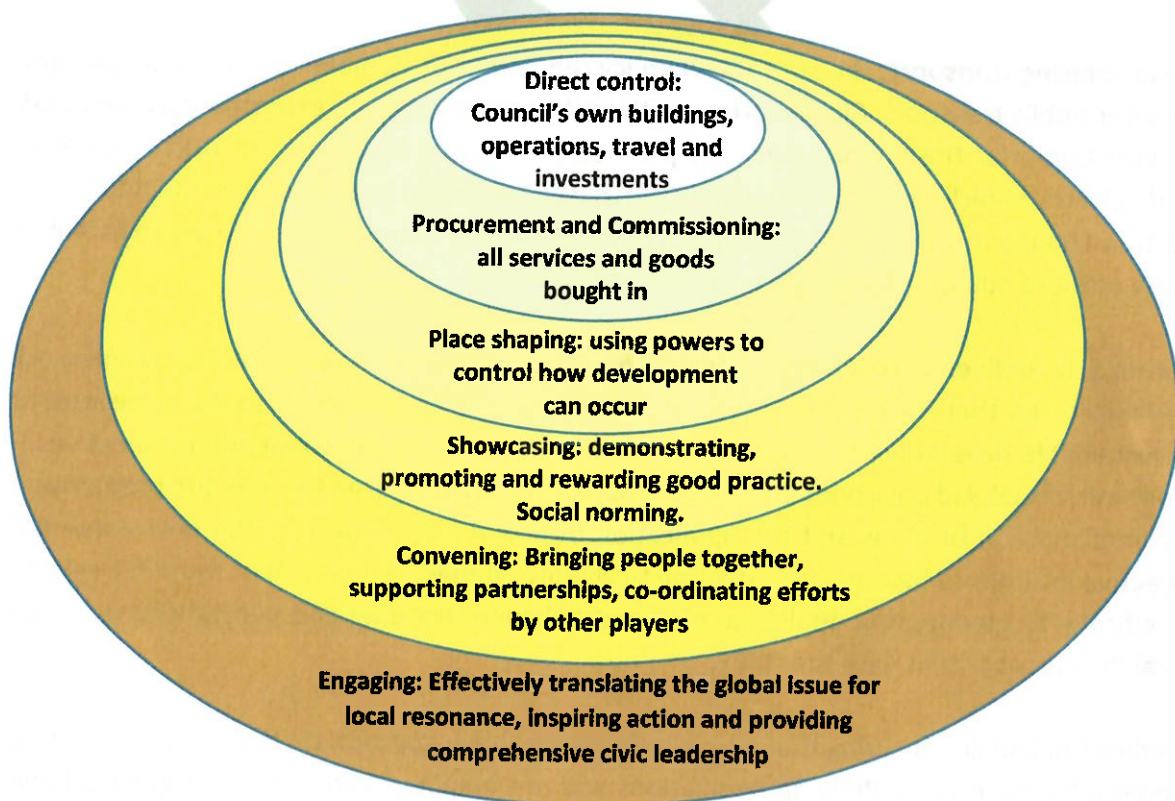 Direct control:
Council's own buildings,
operations, travel and
investments
Procurement and Commissioning:
all services and goods
bought in
Place shaping: using powers to
control how development
can occur
Showcasing: demonstrating,
promoting and rewarding good practice.
Social norming.
Convening: Bringing people together,
supporting partnerships, co-ordinating efforts
by other players
Engaging: Effectively translating the global issue for
local resonance, inspiring action and providing
comprehensive civic leadership